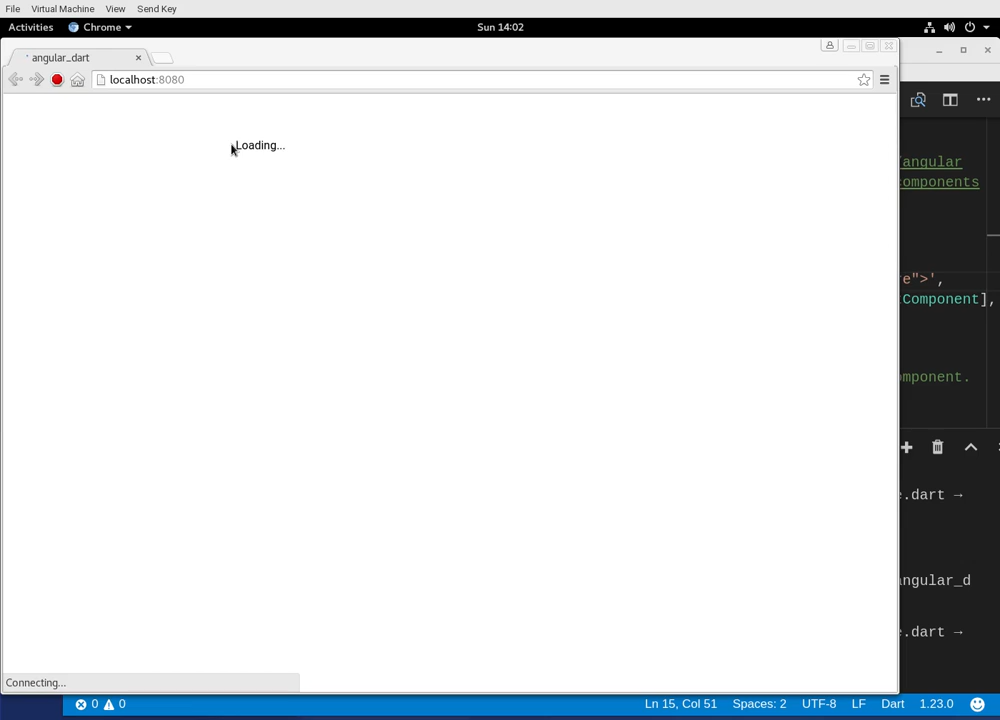 File Virtual Machine View Send Key
Activities Chrome Sun 14:02
angular_dart
localhost:8080
Loading...
angular
components
e">',
Component],
mponent.
.dart →
angular_d
.dart →
Connecting...
0 0 Ln 15, Col 51 Spaces: 2 UTF-8 LF Dart 1.23.0